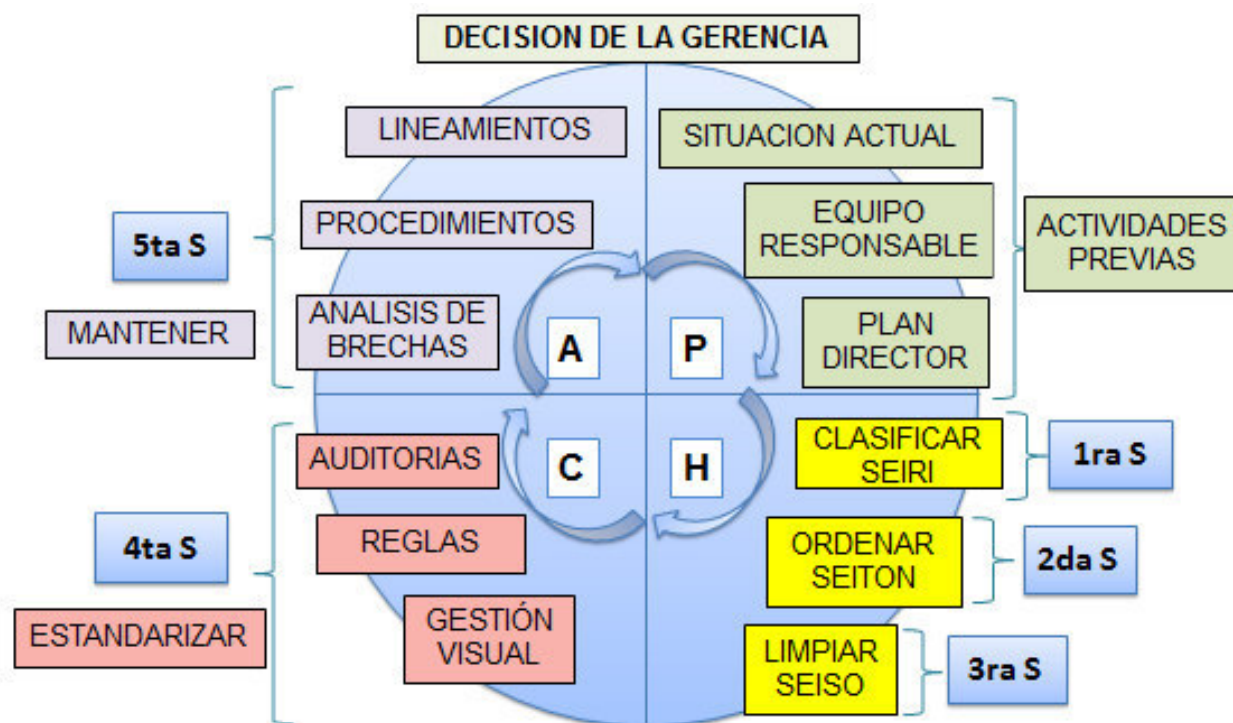 DECISION DE LA GERENCIA
LINEAMIENTOS
PROCEDIMIENTOS
ANALISIS DE
BRECHAS
5ta S
MANTENER
SITUACION ACTUAL
EQUIPO
RESPONSABLE
PLAN
DIRECTOR
ACTIVIDADES
PREVIAS
A
P
C
H
AUDITORIAS
REGLAS
GESTIÓN
VISUAL
4ta S
ESTANDARIZAR
CLASIFICAR
SEIRI
1ra S
ORDENAR
SEITON
2da S
LIMPIAR
SEISO
3ra S